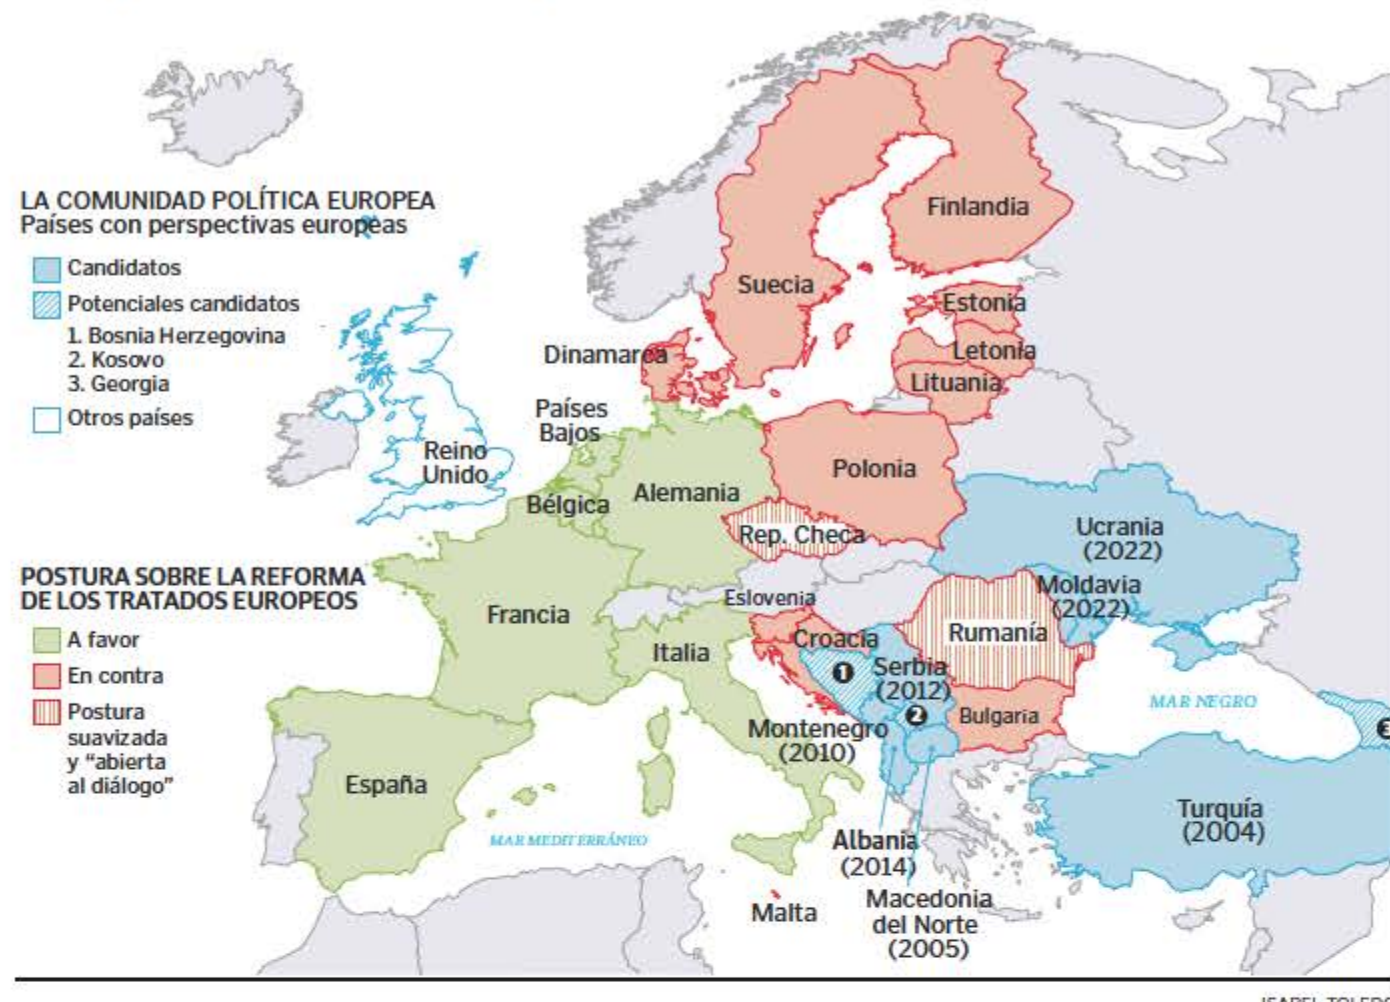 LA COMUNIDAD POLÍTICA EUROPEA
Países con perspectivas europeas
Candidatos
Potenciales candidatos
1. Bosnia Herzegovina
2. Kosovo
3. Georgia
Otros países
POSTURA SOBRE LA REFORMA
DE LOS TRATADOS EUROPEOS
A favor
En contra
Postura
suavizada
y “abierta
al diálogo”
Finlandia
Suecia
Estonia
Dinamarca
Letonia
Lituania
Países
Bajos
Reino
Unido
Polonia
Alemania
Bélgica
Rep. Checa
Ucrania
(2022)
Moldavia
(2022)
Eslovenia
Francia
Croacia
Rumanía
Italia
1
Serbia
(2012)
2
MAR NEGRO
Bulgaria
3
Montenegro
(2010)
España
Turquía
(2004)
MAR MEDITERRÁNEO
Albania
(2014)
Malta
Macedonia
del Norte
(2005)